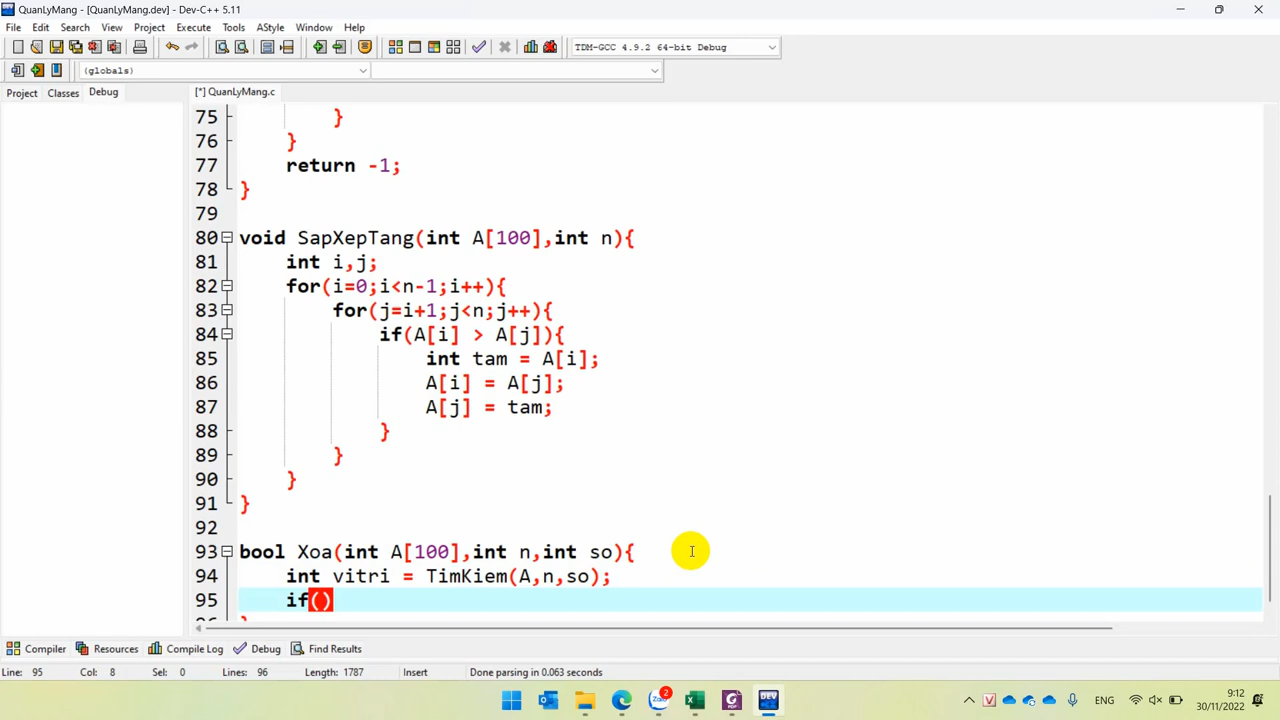 QuanLyMang - [QuanLyMang.dev] - Dev-C++ 5.11
File Edit Search View Project Execute Tools AStyle Window Help
TDM-GCC 4.9.2 64-bit Debug
(globals)
Project Classes Debug [*] QuanLyMang.c
75 }
76 }
77 return -1;
78 }
79
80 void SapXepTang(int A[100],int n){
81 int i,j;
82 for(i=0;i<n-1;i++){
83 for(j=i+1;j<n;j++){
84 if(A[i] > A[j]){
85 int tam = A[i];
86 A[i] = A[j];
87 A[j] = tam;
88 }
89 }
90 }
91 }
92
93 bool Xoa(int A[100],int n,int so){
94 int vitri = TimKiem(A,n,so);
95 if()
96 }
Compiler Resources Compile Log Debug Find Results
Line: 95 Col: 8 Sel: 0 Lines: 96 Length: 1787 Insert Done parsing in 0.063 seconds
2 DEV ENG 9:12
30/11/2022